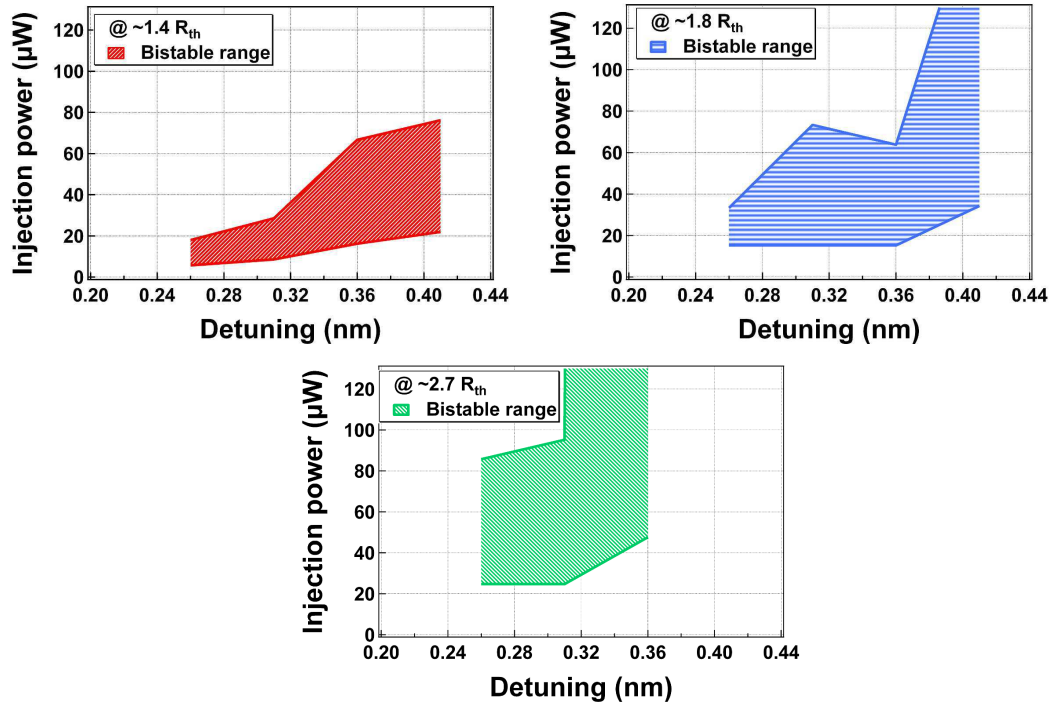 @ ~1.4 Rth
Bistable range
Injection power (µW)
120
100
80
60
40
20
0
0.20 0.24 0.28 0.32 0.36 0.40 0.44
Detuning (nm)
@ ~1.8 Rth
Bistable range
Injection power (µW)
120
100
80
60
40
20
0
0.20 0.24 0.28 0.32 0.36 0.40 0.44
Detuning (nm)
@ ~2.7 Rth
Bistable range
Injection power (µW)
120
100
80
60
40
20
0
0.20 0.24 0.28 0.32 0.36 0.40 0.44
Detuning (nm)